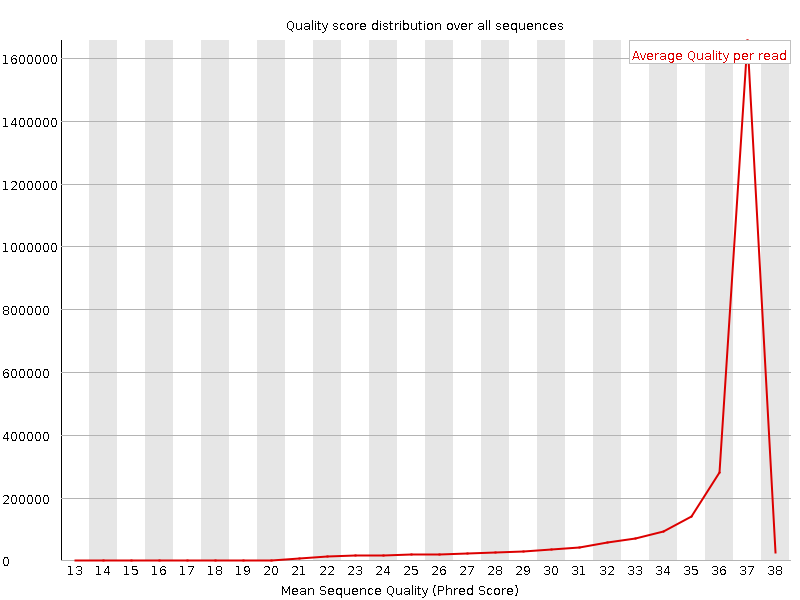 Quality score distribution over all sequences
Average Quality per read
1600000
1400000
1200000
1000000
800000
600000
400000
200000
0
13 14 15 16 17 18 19 20 21 22 23 24 25 26 27 28 29 30 31 32 33 34 35 36 37 38
Mean Sequence Quality (Phred Score)